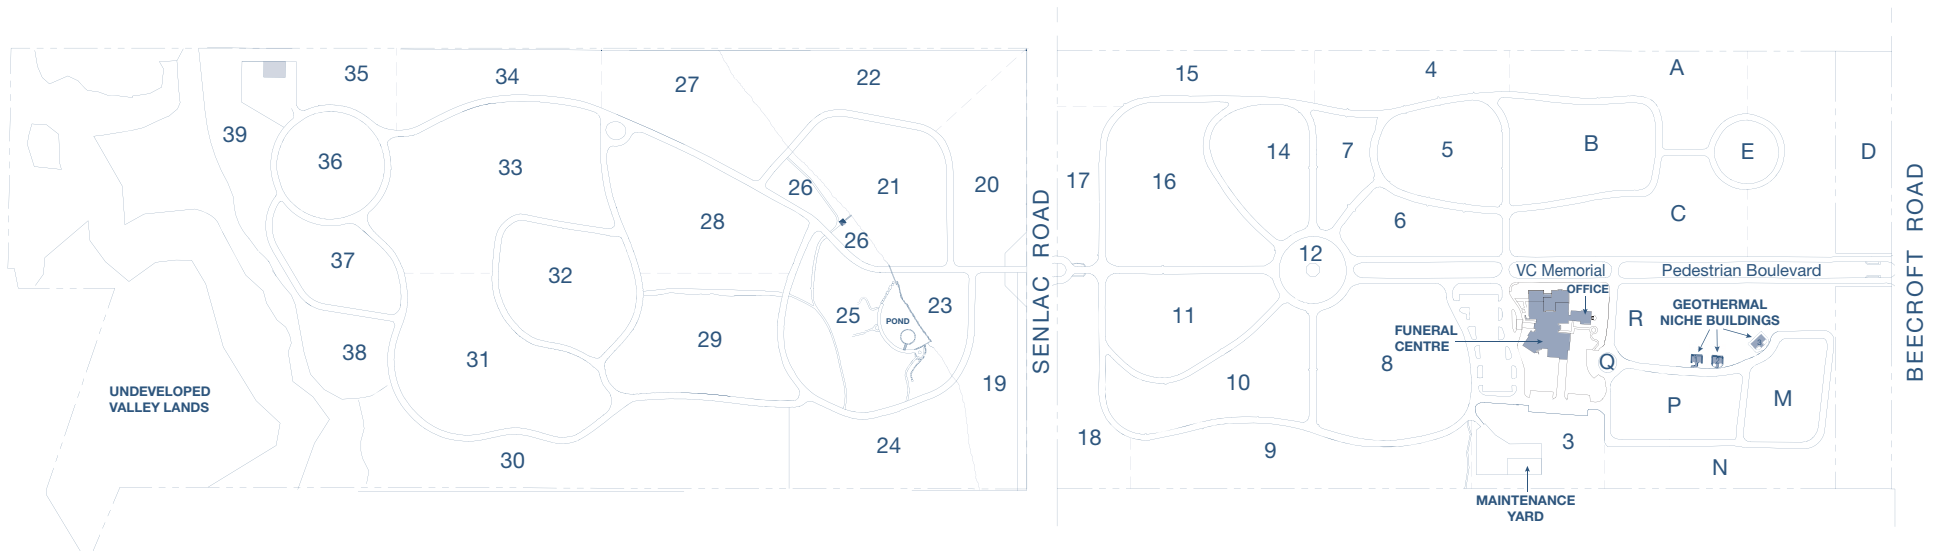 35
34
27
22
15
4
A
39
36
33
26
21
20
17
16
14
7
5
B
E
D
28
26
6
C
37
32
12
VC Memorial
Pedestrian Boulevard
SENLAC ROAD
BEECROFT ROAD
OFFICE
25
POND
23
11
R
GEOTHERMAL
NICHE BUILDINGS
FUNERAL
CENTRE
38
31
29
8
Q
19
10
P
M
UNDEVELOPED
VALLEY LANDS
30
24
18
9
3
N
MAINTENANCE
YARD